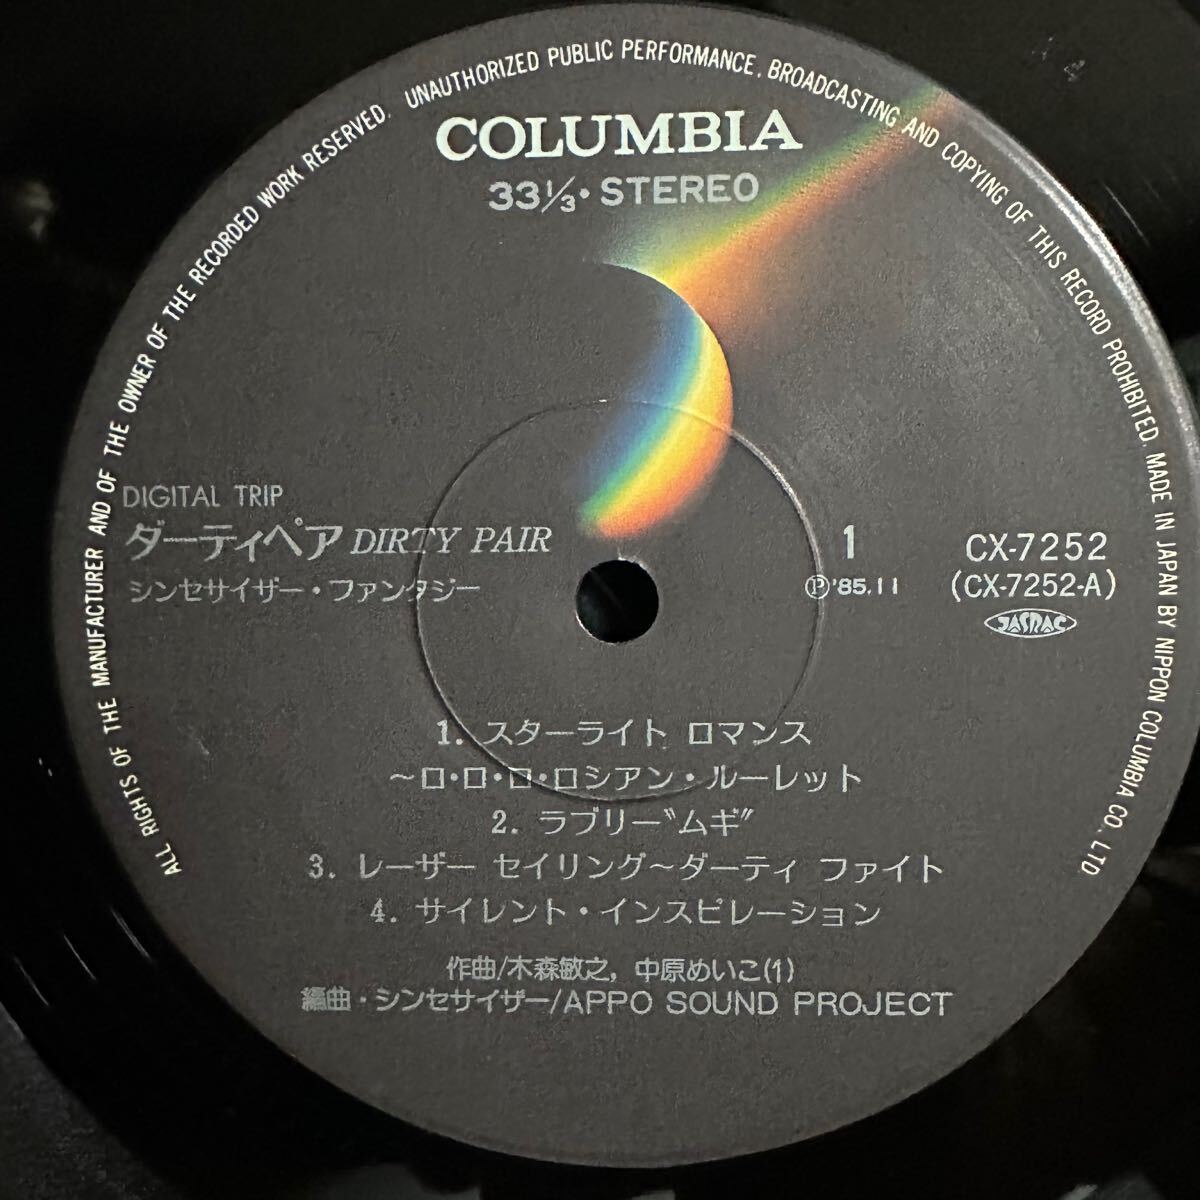 ALL RIGHTS OF THE MANUFACTURER AND OF THE OWNER OF THE RECORDED WORK RESERVED. UNAUTHORIZED PUBLIC PERFORMANCE, BROADCASTING AND COPYING OF THIS RECORD PROHIBITED. MADE IN JAPAN BY NIPPON COLUMBIA CO., LTD
COLUMBIA
33⅓・STEREO
DIGITAL TRIP
ダーティペア DIRTY PAIR
シンセサイザー・ファンタジー
1
Ⓟ'85.11
CX-7252
(CX-7252-A)
JASRAC
1. スターライト ロマンス
〜ロ・ロ・ロ・ロシアン・ルーレット
2. ラブリー〝ムギ〞
3. レーザー セイリング〜ダーティ ファイト
4. サイレント・インスピレーション
作曲/木森敏之, 中原めいこ(1)
編曲・シンセサイザー/APPO SOUND PROJECT